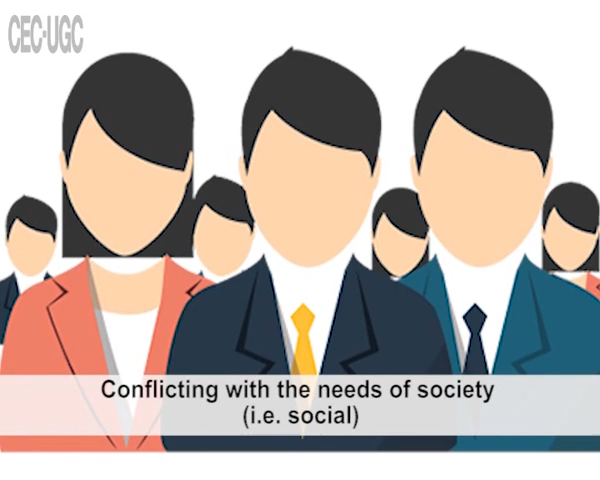 CEC-UGC
Conflicting with the needs of society
(i.e. social)